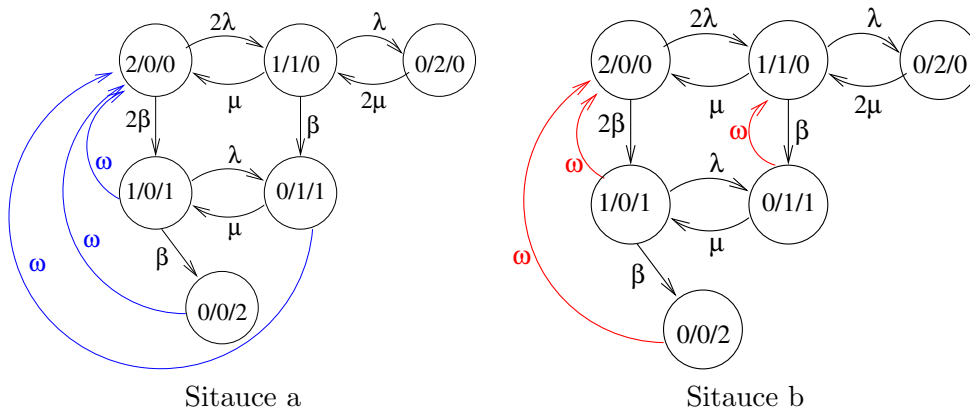 2λ λ
2/0/0 1/1/0 0/2/0
μ 2μ
2β β
ω λ
1/0/1 0/1/1
μ
ω β
ω
0/0/2
Sitauce a
2λ λ
2/0/0 1/1/0 0/2/0
μ 2μ
2β ω β
ω λ
1/0/1 0/1/1
μ
ω β
0/0/2
Sitauce b